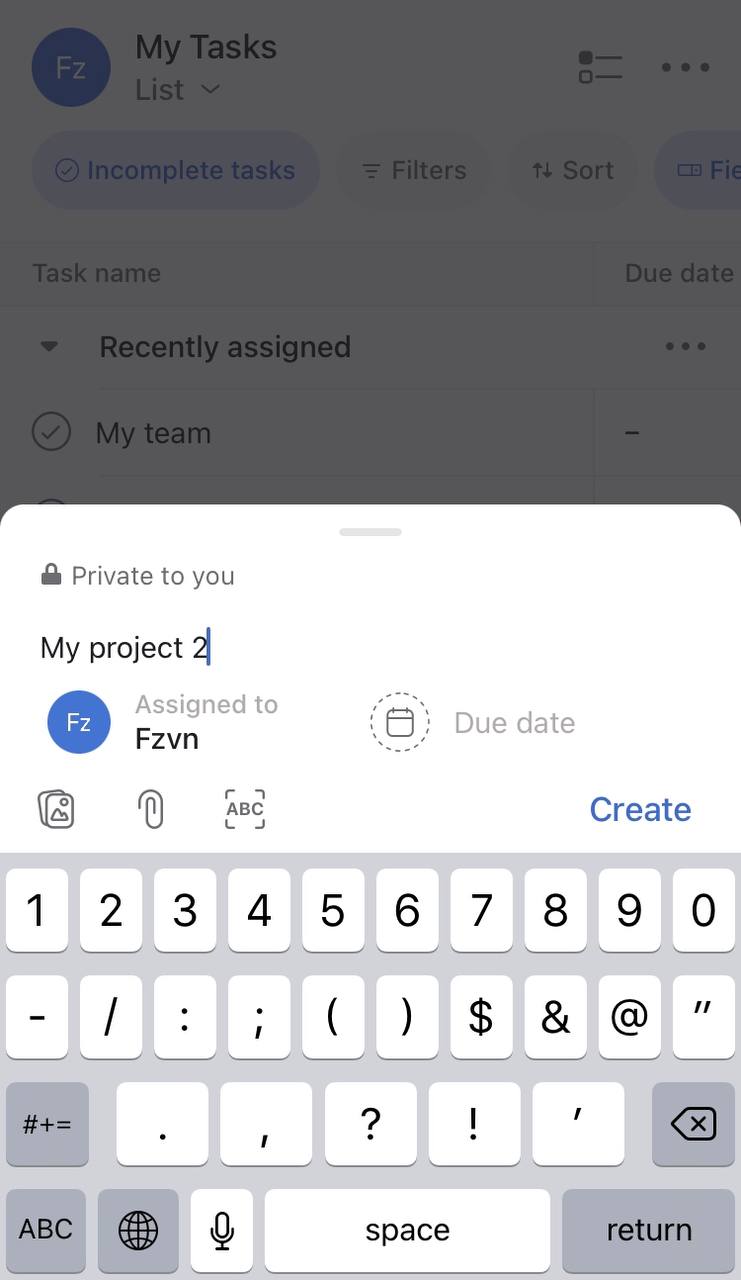 Fz
My Tasks
List
Incomplete tasks
Filters
Sort
Fie
Task name
Due date
Recently assigned
My team
–
Private to you
My project 2
Fz
Assigned to
Fzvn
Due date
ABC
Create
1 2 3 4 5 6 7 8 9 0
- / : ; ( ) $ & @ "
#+= . , ? ! '
ABC space return